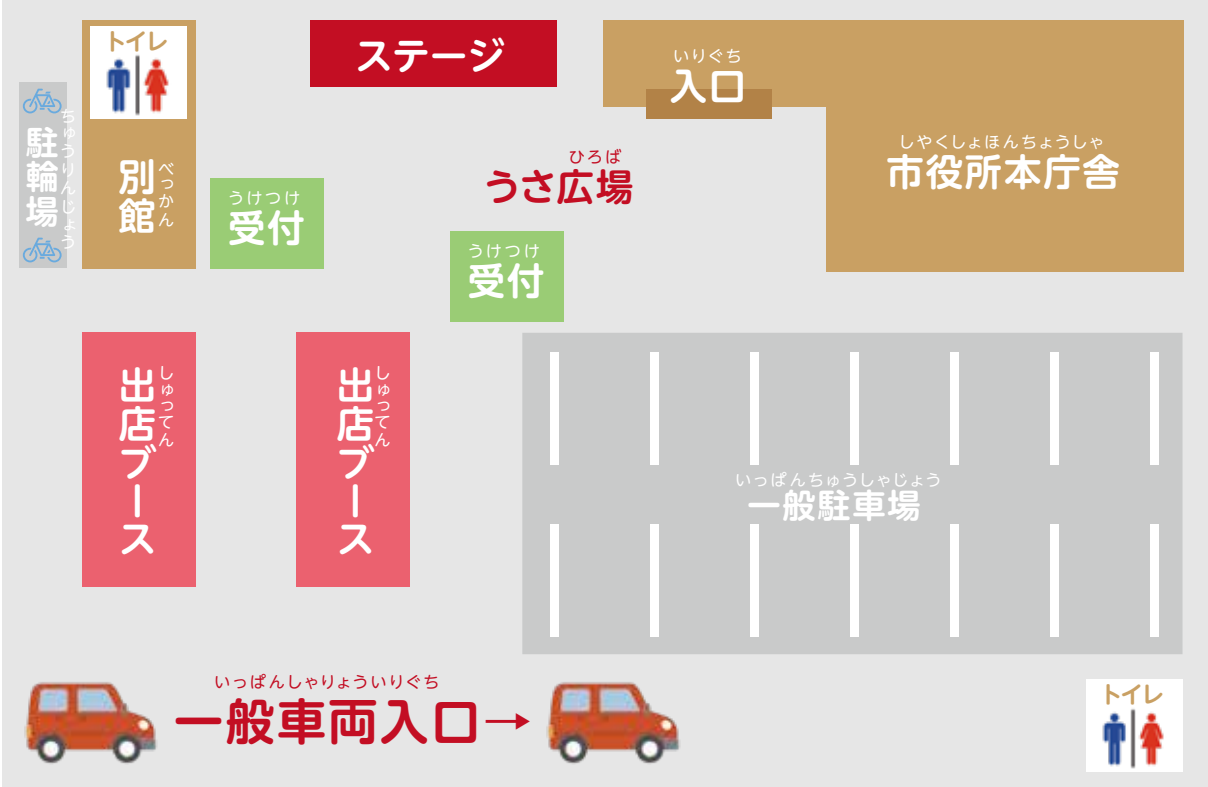 トイレ
ステージ
いりぐち
入口
ちゅうりんじょう
駐輪場
べっかん
別館
うけつけ
受付
ひろば
うさ広場
しやくしょほんちょうしゃ
市役所本庁舎
うけつけ
受付
しゅってん
出店ブース
しゅってん
出店ブース
いっぱんちゅうしゃじょう
一般駐車場
いっぱんしゃりょういりぐち
一般車両入口→
トイレ